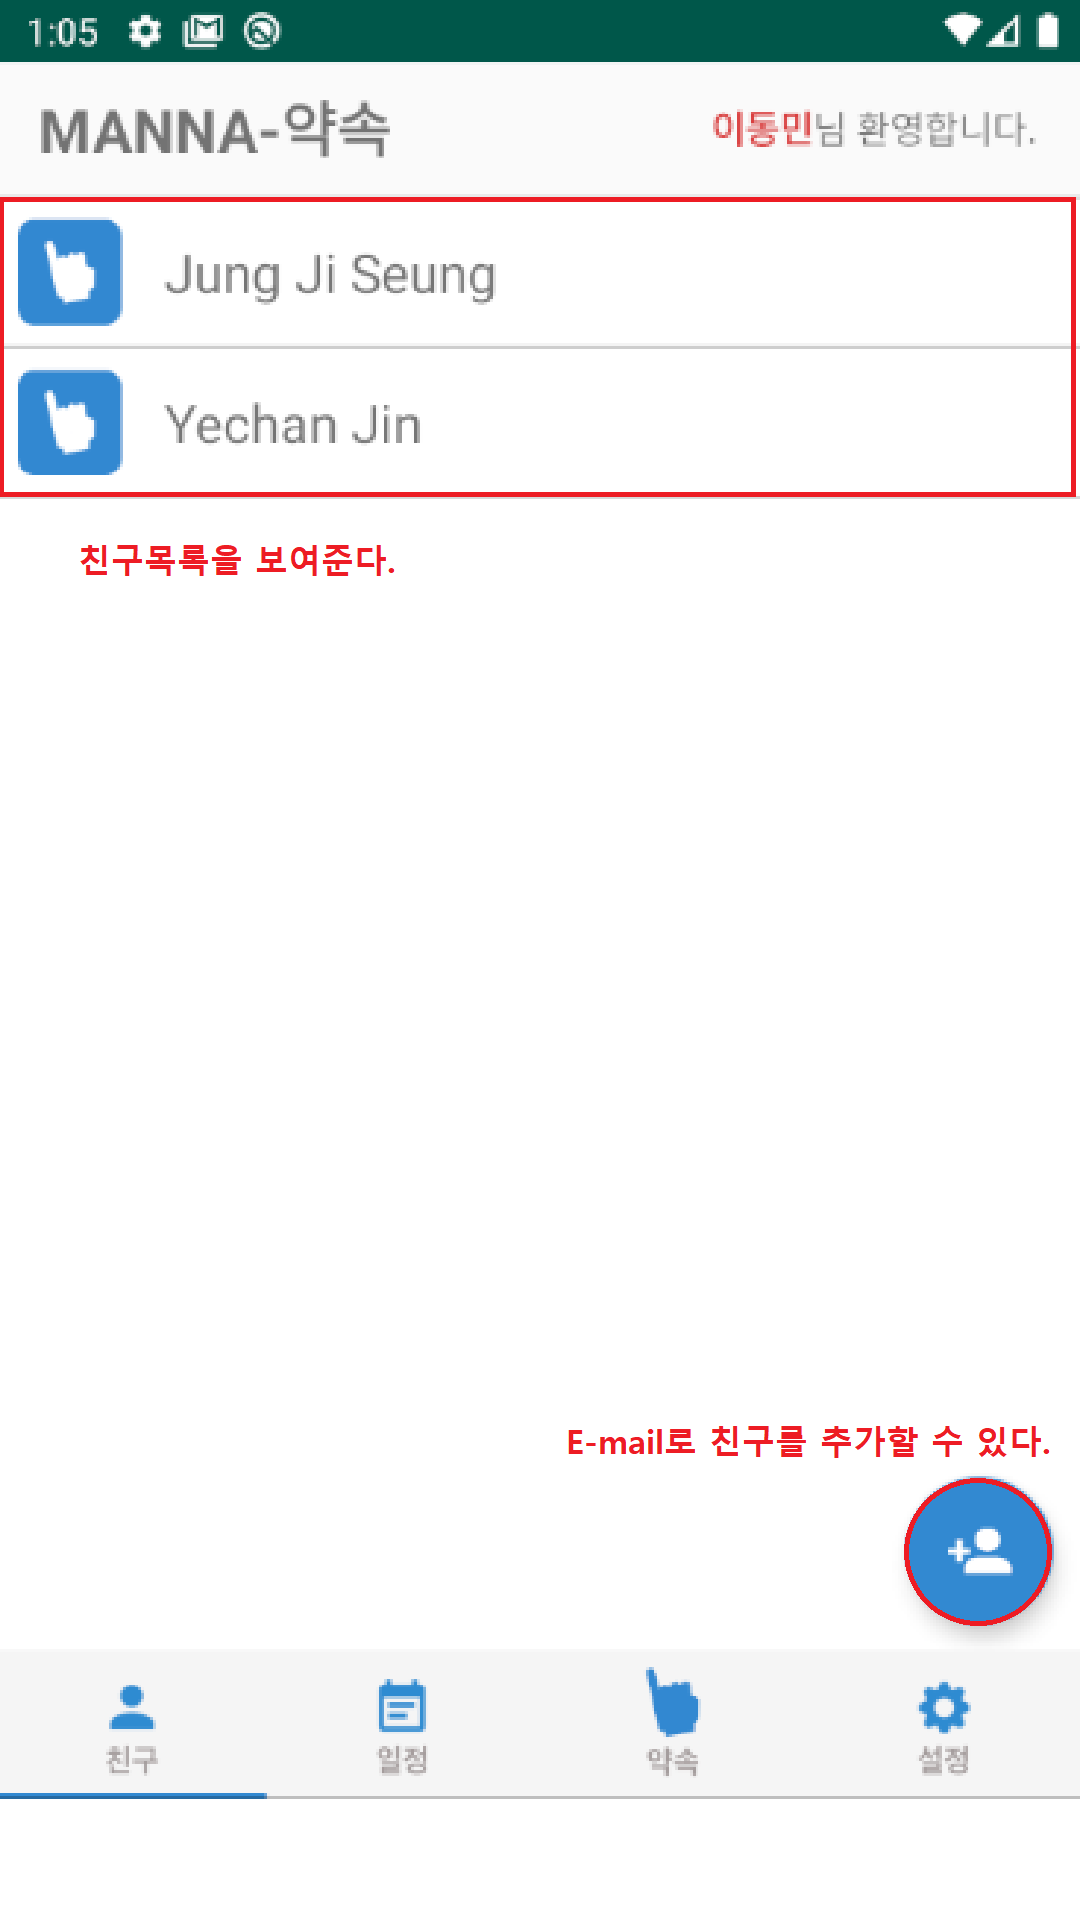 1:05
MANNA-약속
이동민님 환영합니다.
Jung Ji Seung
Yechan Jin
친구목록을 보여준다.
E-mail로 친구를 추가할 수 있다.
친구 일정 약속 설정